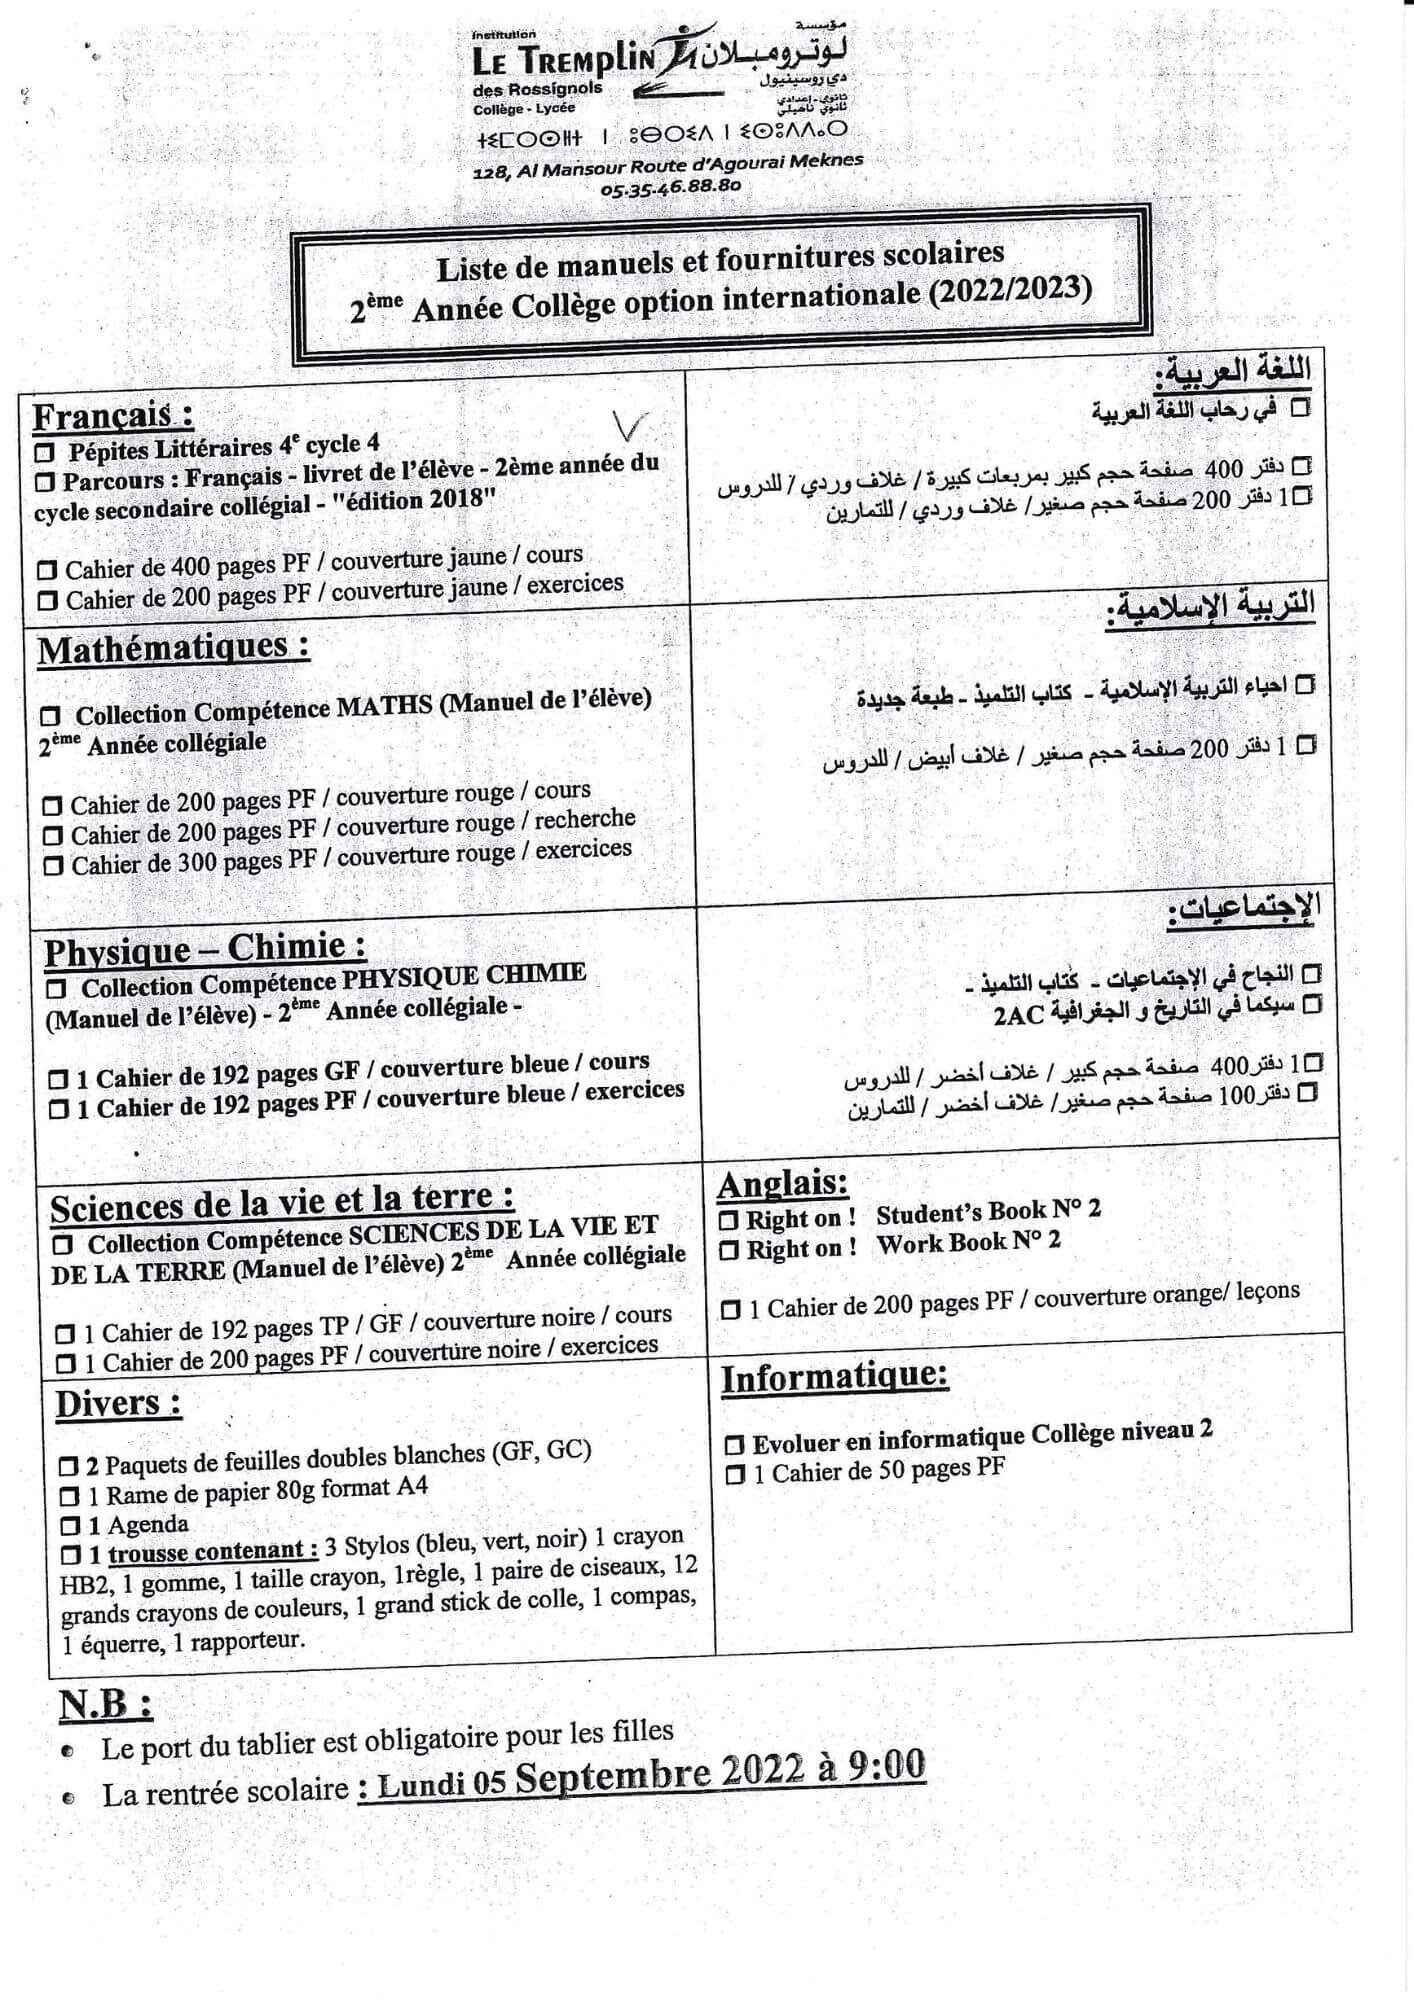 Institution
LE TREMPLIN
des Rossignols
Collège - Lycée
مؤسسة
لوترومبلان
دي روسينيول
ثانوي - إعدادي
ثانوي تأهيلي
128, Al Mansour Route d'Agourai Meknes
05.35.46.88.80
Liste de manuels et fournitures scolaires
2ème Année Collège option internationale (2022/2023)
Français :
❒ Pépites Littéraires 4e cycle 4
❒ Parcours : Français - livret de l'élève - 2ème année du
cycle secondaire collégial - "édition 2018"
❒ Cahier de 400 pages PF / couverture jaune / cours
❒ Cahier de 200 pages PF / couverture jaune / exercices
اللغة العربية:
❒ في رحاب اللغة العربية
❒ دفتر 400 صفحة حجم كبير بمربعات كبيرة / غلاف وردي / للدروس
❒ 1 دفتر 200 صفحة حجم صغير/ غلاف وردي / للتمارين
Mathématiques :
❒ Collection Compétence MATHS (Manuel de l'élève)
2ème Année collégiale
❒ Cahier de 200 pages PF / couverture rouge / cours
❒ Cahier de 200 pages PF / couverture rouge / recherche
❒ Cahier de 300 pages PF / couverture rouge / exercices
التربية الإسلامية:
❒ احياء التربية الإسلامية - كتاب التلميذ - طبعة جديدة
❒ 1 دفتر 200 صفحة حجم صغير / غلاف أبيض / للدروس
Physique – Chimie :
❒ Collection Compétence PHYSIQUE CHIMIE
(Manuel de l'élève) - 2ème Année collégiale -
❒ 1 Cahier de 192 pages GF / couverture bleue / cours
❒ 1 Cahier de 192 pages PF / couverture bleue / exercices
الإجتماعيات:
❒ النجاح في الإجتماعيات - كتاب التلميذ -
❒ سيكما في التاريخ و الجغرافية 2AC
❒ 1 دفتر 400 صفحة حجم كبير / غلاف أخضر / للدروس
❒ دفتر 100 صفحة حجم صغير/ غلاف أخضر / للتمارين
Sciences de la vie et la terre :
❒ Collection Compétence SCIENCES DE LA VIE ET
DE LA TERRE (Manuel de l'élève) 2ème Année collégiale
❒ 1 Cahier de 192 pages TP / GF / couverture noire / cours
❒ 1 Cahier de 200 pages PF / couverture noire / exercices
Anglais:
❒ Right on ! Student's Book N° 2
❒ Right on ! Work Book N° 2
❒ 1 Cahier de 200 pages PF / couverture orange/ leçons
Divers :
❒ 2 Paquets de feuilles doubles blanches (GF, GC)
❒ 1 Rame de papier 80g format A4
❒ 1 Agenda
❒ 1 trousse contenant : 3 Stylos (bleu, vert, noir) 1 crayon
HB2, 1 gomme, 1 taille crayon, 1règle, 1 paire de ciseaux, 12
grands crayons de couleurs, 1 grand stick de colle, 1 compas,
1 équerre, 1 rapporteur.
Informatique:
❒ Evoluer en informatique Collège niveau 2
❒ 1 Cahier de 50 pages PF
N.B :
• Le port du tablier est obligatoire pour les filles
• La rentrée scolaire : Lundi 05 Septembre 2022 à 9:00